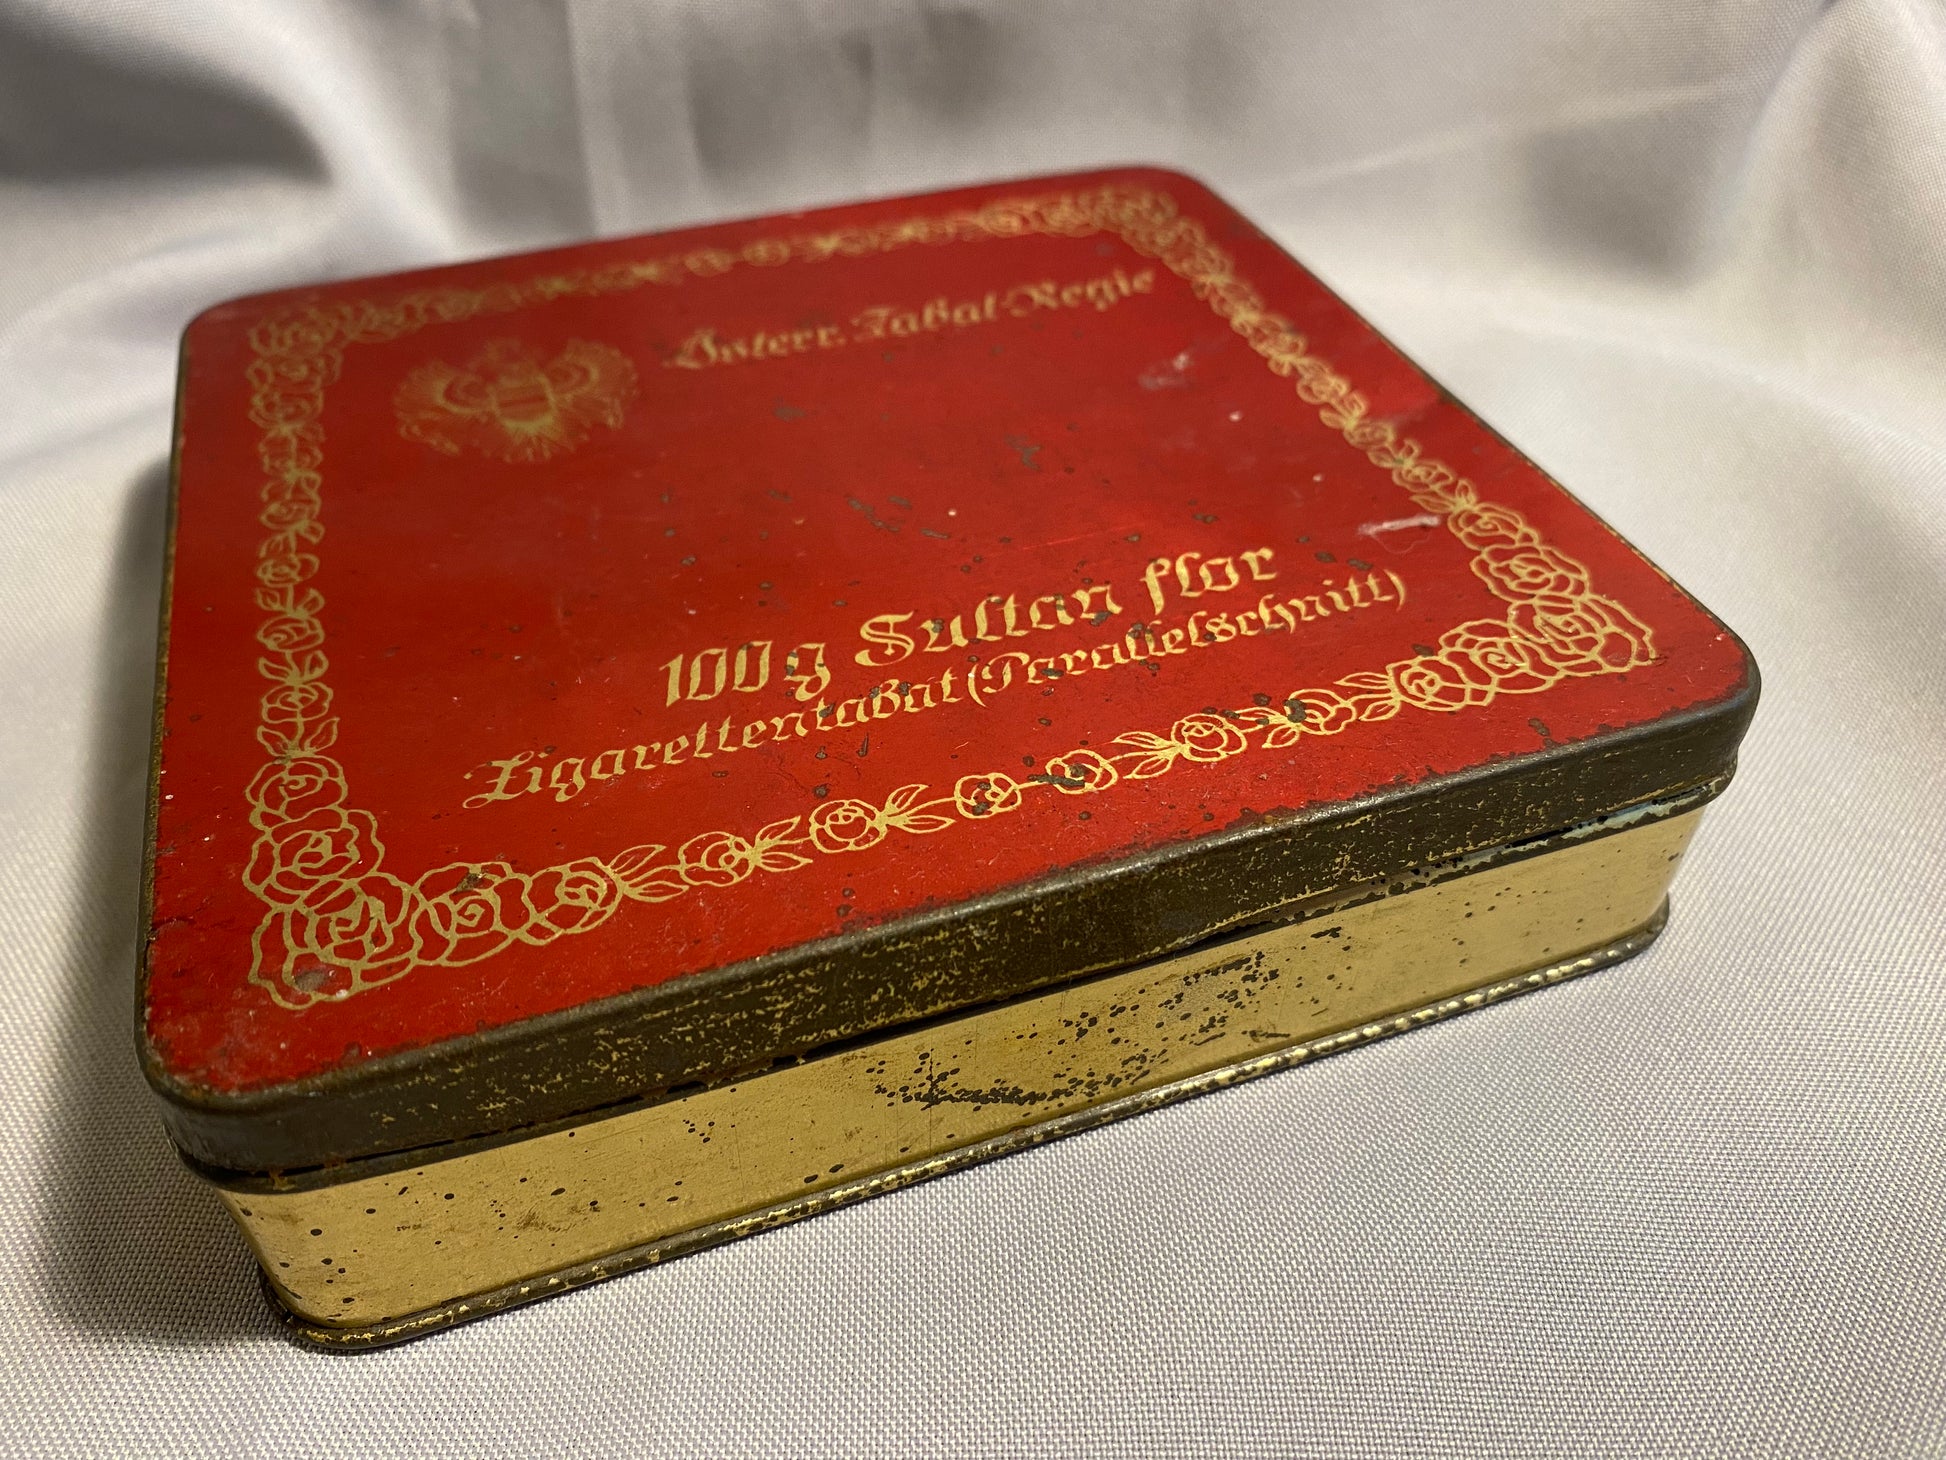 Österr. Tabak-Regie
100 g Sultan flor
Zigarettentabak (Parallelschnitt)